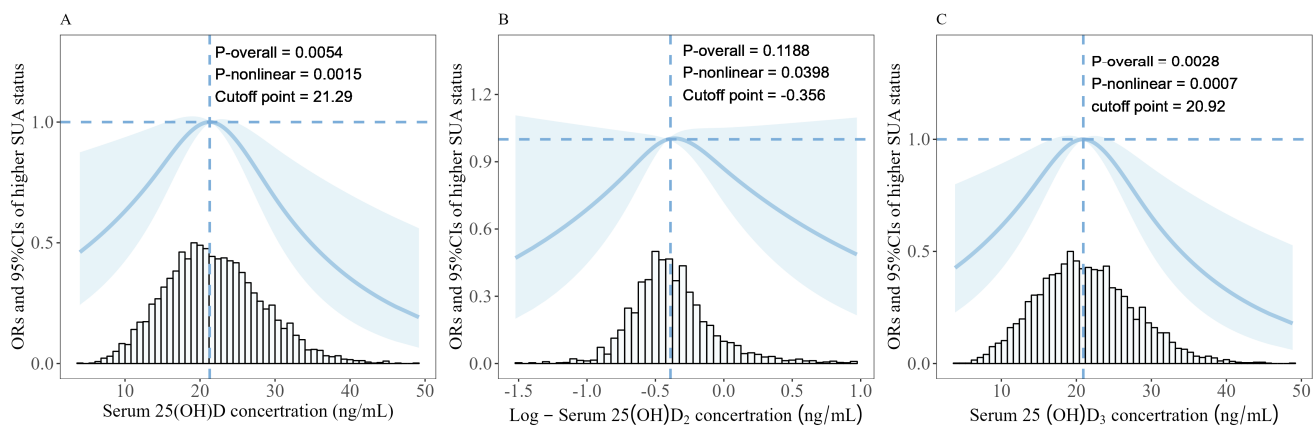 A
ORs and 95%CIs of higher SUA status
P-overall = 0.0054
P-nonlinear = 0.0015
Cutoff point = 21.29
1.0
0.5
0.0
10 20 30 40 50
Serum 25(OH)D concertration (ng/mL)
B
ORs and 95%CIs of higher SUA status
P-overall = 0.1188
P-nonlinear = 0.0398
Cutoff point = -0.356
1.2
0.9
0.6
0.3
0.0
-1.5 -1.0 -0.5 0.0 0.5 1.0
Log − Serum 25(OH)D₂ concertration (ng/mL)
C
ORs and 95%CIs of higher SUA status
P-overall = 0.0028
P-nonlinear = 0.0007
cutoff point = 20.92
1.0
0.5
0.0
10 20 30 40 50
Serum 25 (OH)D₃ concertration (ng/mL)